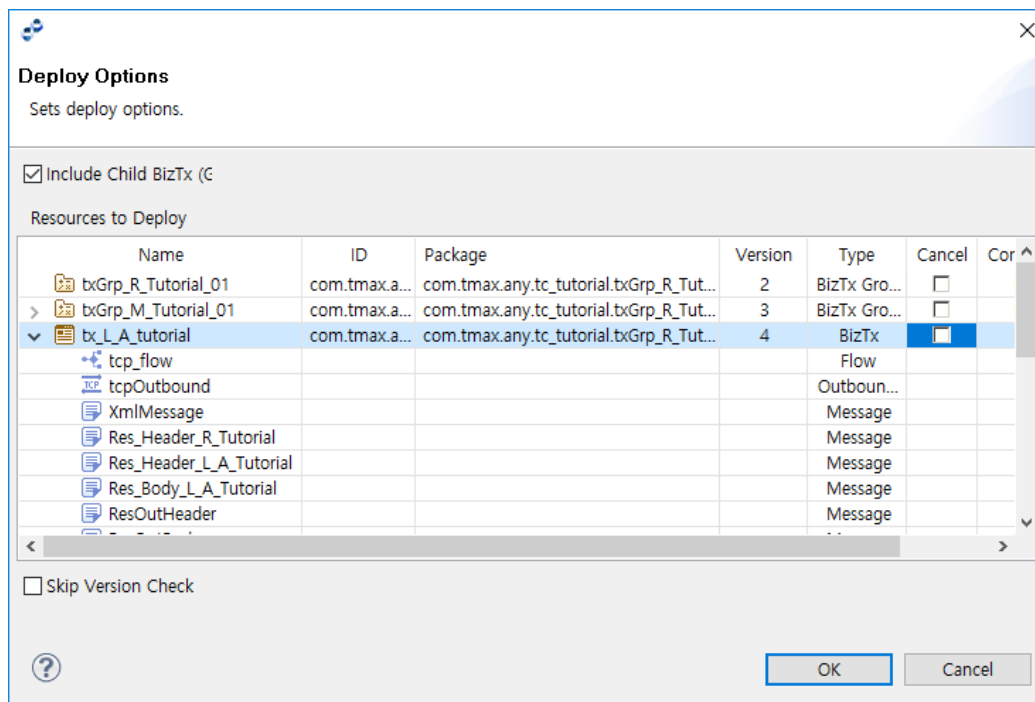 Deploy Options
Sets deploy options.
Include Child BizTx (G
Resources to Deploy
Name ID Package Version Type Cancel Cor
txGrp_R_Tutorial_01 com.tmax.a... com.tmax.any.tc_tutorial.txGrp_R_Tut... 2 BizTx Gro...
txGrp_M_Tutorial_01 com.tmax.a... com.tmax.any.tc_tutorial.txGrp_R_Tut... 3 BizTx Gro...
tx_L_A_tutorial com.tmax.a... com.tmax.any.tc_tutorial.txGrp_R_Tut... 4 BizTx
tcp_flow Flow
TCP tcpOutbound Outboun...
XmlMessage Message
Res_Header_R_Tutorial Message
Res_Header_L_A_Tutorial Message
Res_Body_L_A_Tutorial Message
ResOutHeader Message
Skip Version Check
? OK Cancel